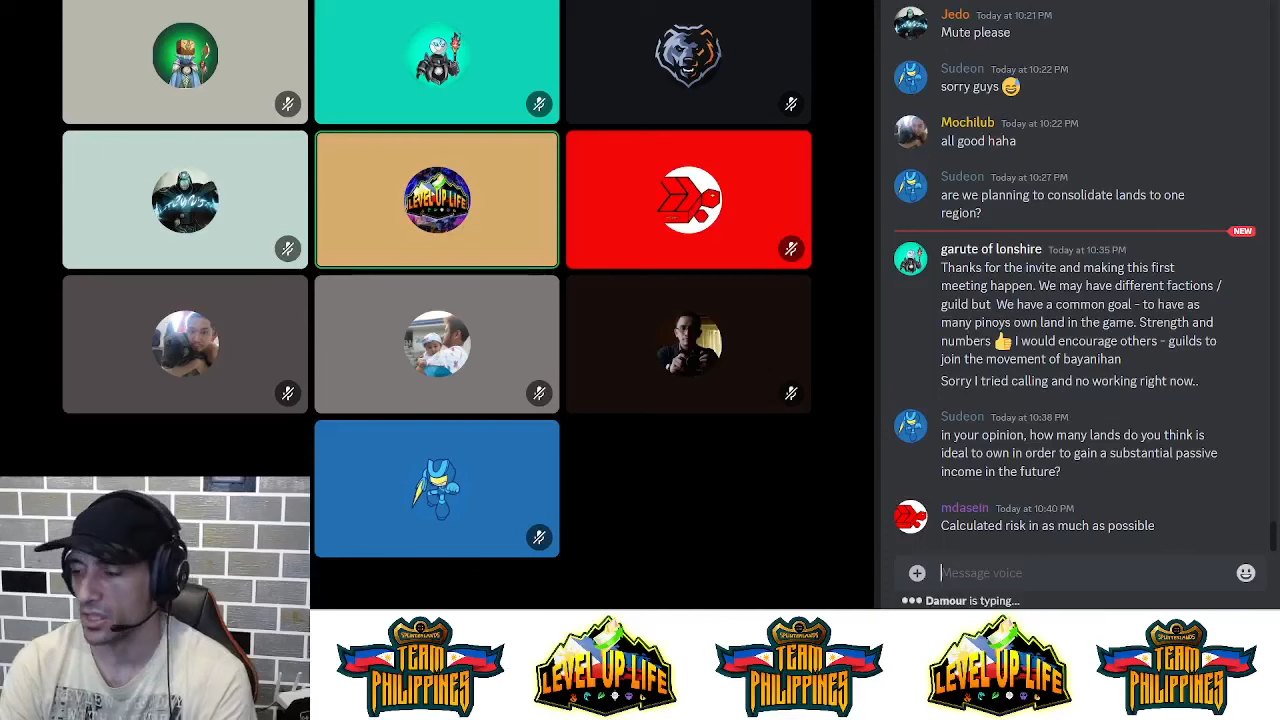 Jedo Today at 10:21 PM
Mute please
Sudeon Today at 10:22 PM
sorry guys 😅
Mochilub Today at 10:22 PM
all good haha
Sudeon Today at 10:27 PM
are we planning to consolidate lands to one
region?
NEW
garute of lonshire Today at 10:35 PM
Thanks for the invite and making this first
meeting happen. We may have different factions /
guild but We have a common goal - to have as
many pinoys own land in the game. Strength and
numbers 👍 I would encourage others - guilds to
join the movement of bayanihan
Sorry I tried calling and no working right now..
Sudeon Today at 10:38 PM
in your opinion, how many lands do you think is
ideal to own in order to gain a substantial passive
income in the future?
mdasein Today at 10:40 PM
Calculated risk in as much as possible
Message voice
Damour is typing...
LEVEL UP LIFE
SPLINTERLANDS
TEAM
PHILIPPINES
LEVEL UP LIFE
SPLINTERLANDS
TEAM
PHILIPPINES
LEVEL UP LIFE
SPLINTERLANDS
TEAM
PHILIPPINES